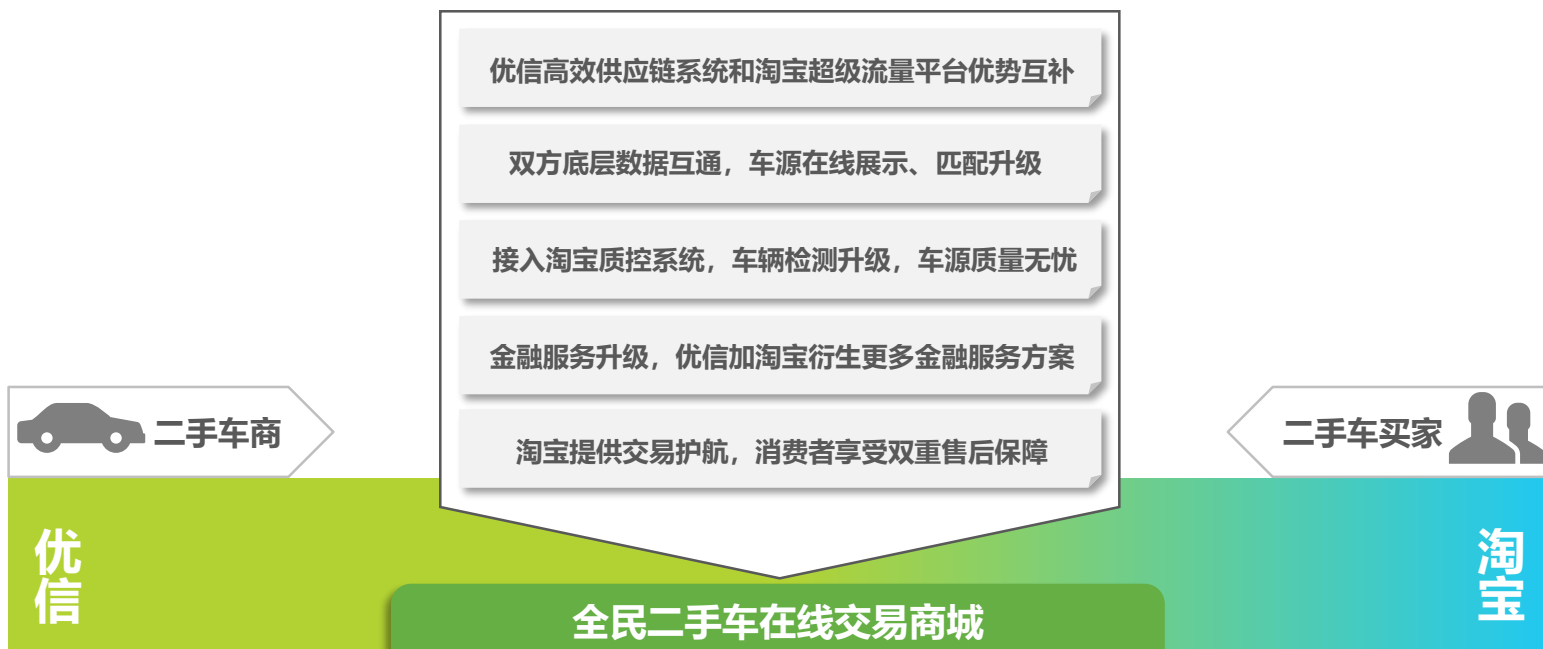 优信高效供应链系统和淘宝超级流量平台优势互补
双方底层数据互通，车源在线展示、匹配升级
接入淘宝质控系统，车辆检测升级，车源质量无忧
金融服务升级，优信加淘宝衍生更多金融服务方案
淘宝提供交易护航，消费者享受双重售后保障
二手车商
二手车买家
优信
淘宝
全民二手车在线交易商城